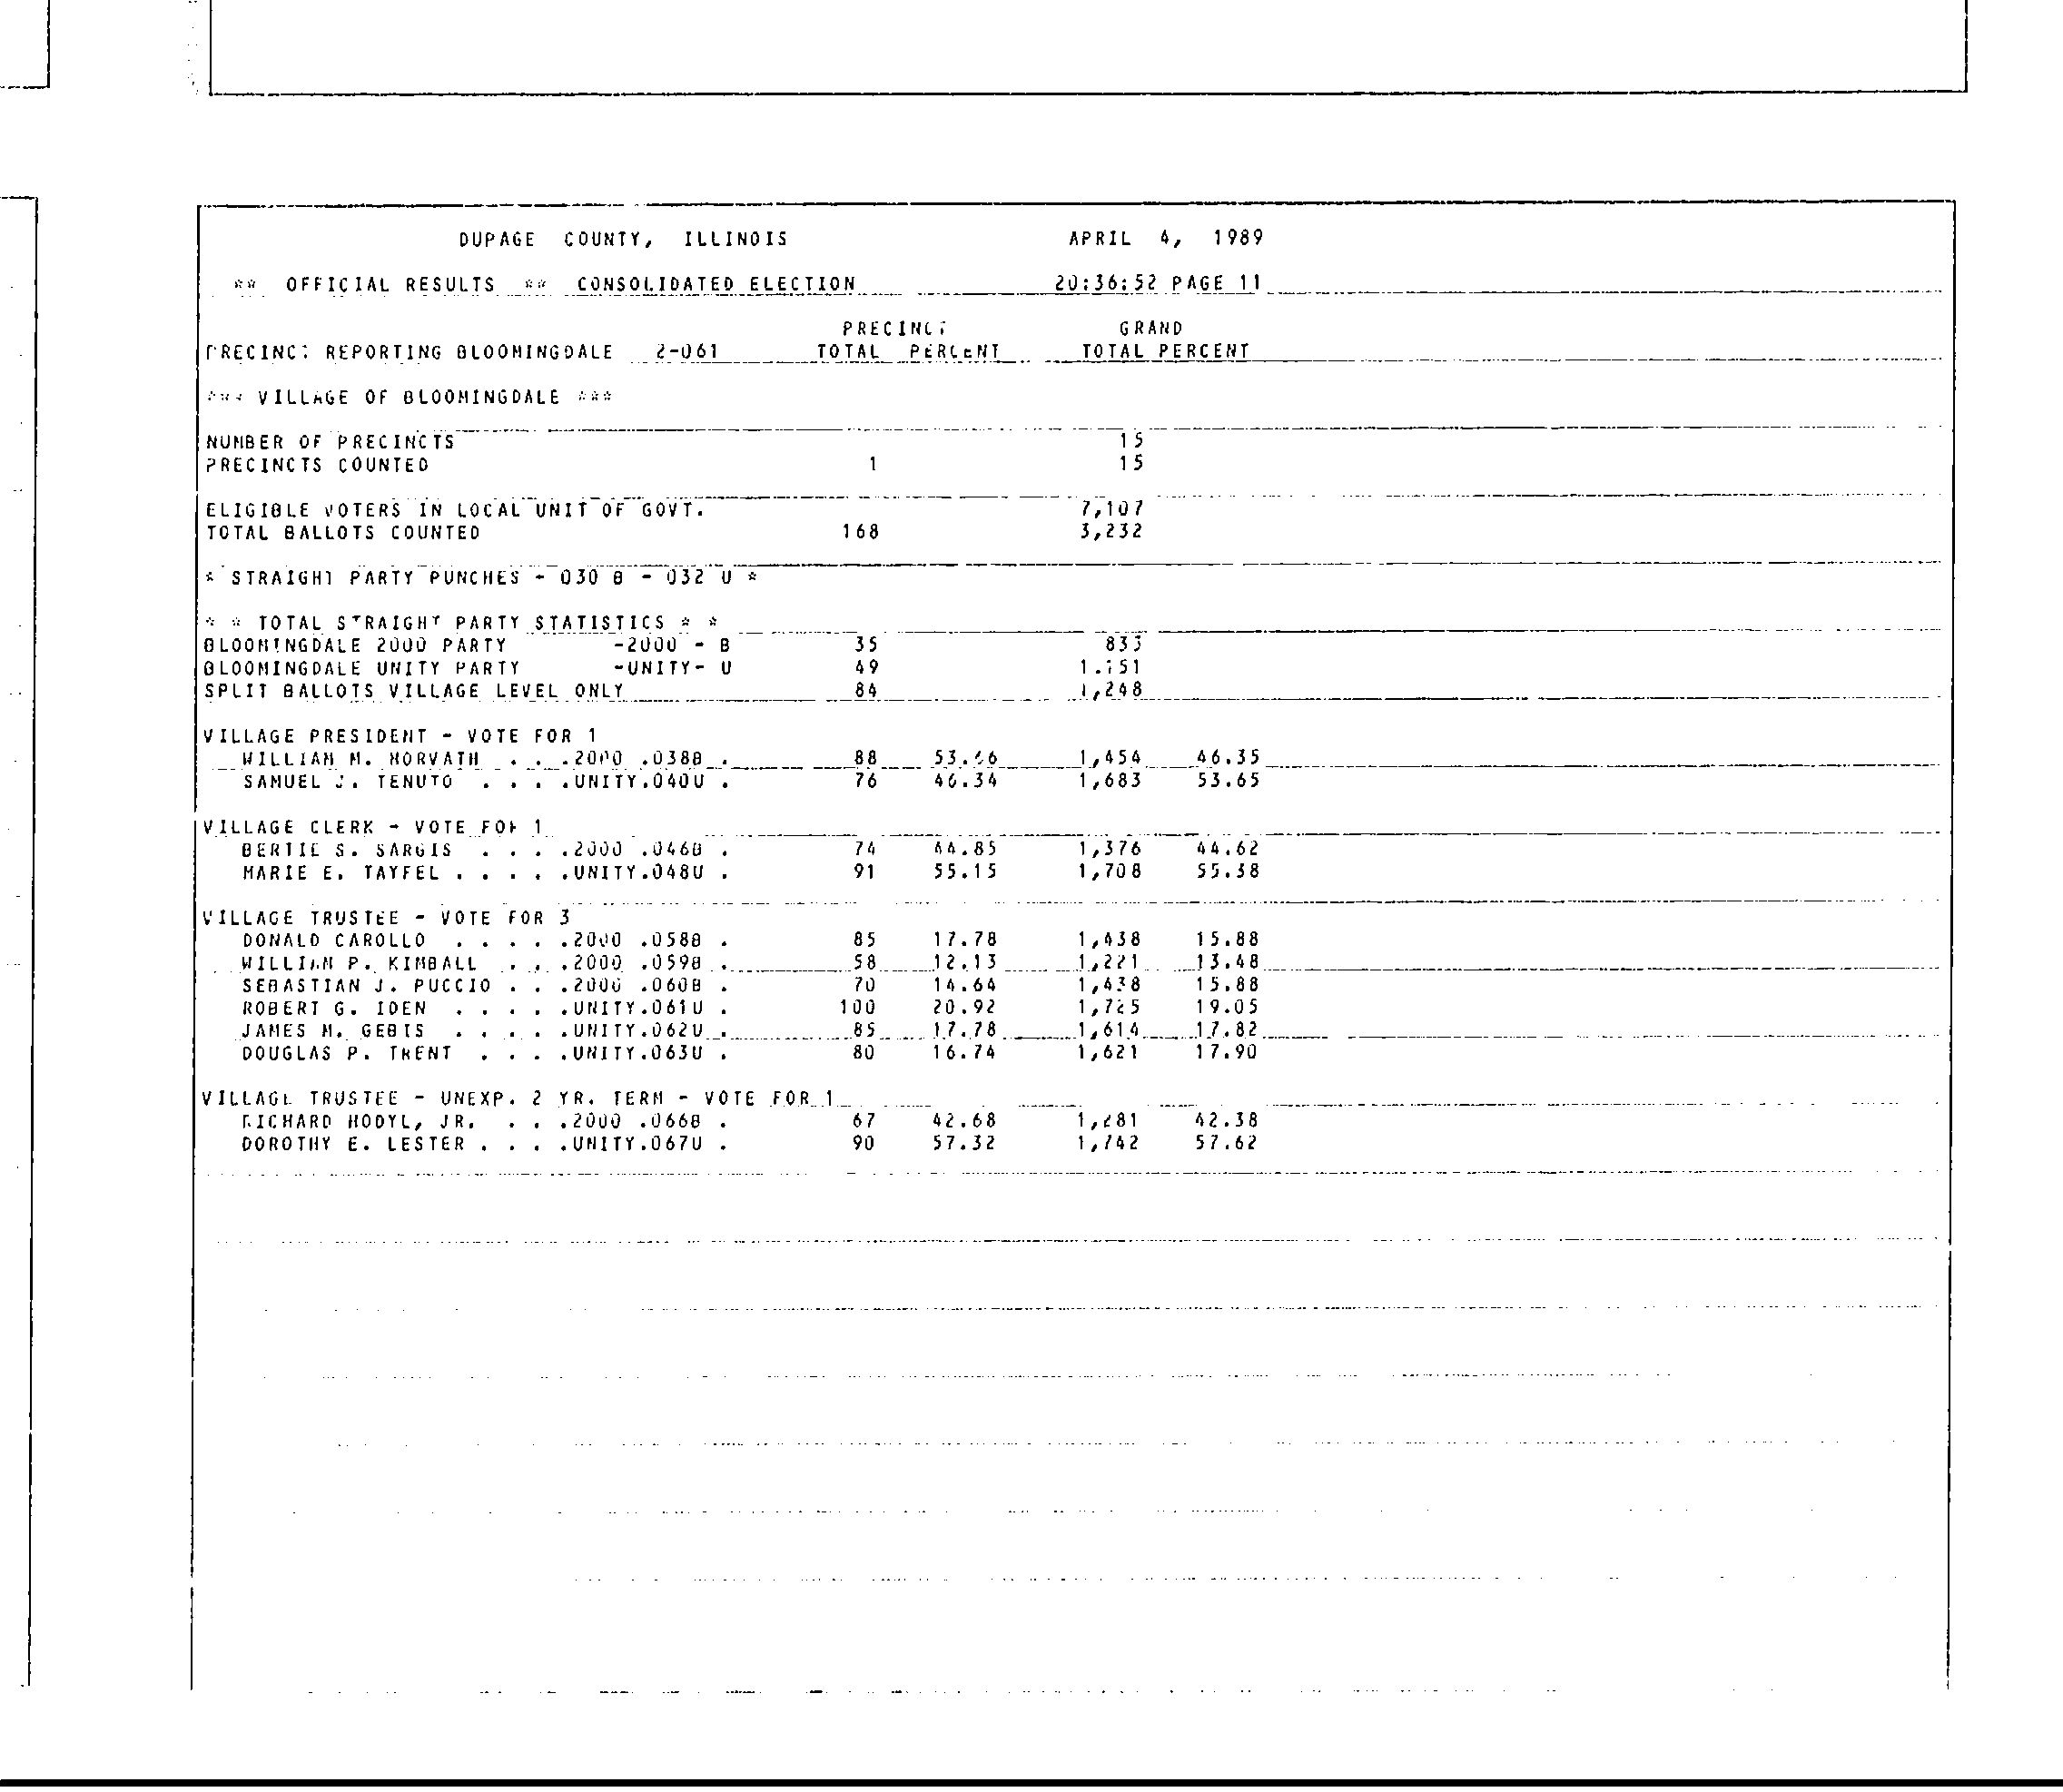 DUPAGE COUNTY, ILLINOIS APRIL 4, 1989
** OFFICIAL RESULTS ** CONSOLIDATED ELECTION 20:36:52 PAGE 11
PRECINCT GRAND
PRECINCT REPORTING BLOOMINGDALE 2-061 TOTAL PERCENT TOTAL PERCENT
*** VILLAGE OF BLOOMINGDALE ***
NUMBER OF PRECINCTS 15
PRECINCTS COUNTED 1 15
ELIGIBLE VOTERS IN LOCAL UNIT OF GOVT. 7,107
TOTAL BALLOTS COUNTED 168 3,232
* STRAIGHT PARTY PUNCHES - 030 B - 032 U *
* * TOTAL STRAIGHT PARTY STATISTICS * *
BLOOMINGDALE 2000 PARTY -2000 - B 35 833
BLOOMINGDALE UNITY PARTY -UNITY- U 49 1,151
SPLIT BALLOTS VILLAGE LEVEL ONLY 84 1,248
VILLAGE PRESIDENT - VOTE FOR 1
WILLIAM M. HORVATH . . .2000 .038B . 88 53.66 1,454 46.35
SAMUEL J. TENUTO . . . .UNITY.040U . 76 46.34 1,683 53.65
VILLAGE CLERK - VOTE FOR 1
BERTIE S. SARGIS . . . .2000 .046B . 74 44.85 1,376 44.62
MARIE E. TAYFEL . . . . .UNITY.048U . 91 55.15 1,708 55.38
VILLAGE TRUSTEE - VOTE FOR 3
DONALD CAROLLO . . . . .2000 .058B . 85 17.78 1,438 15.88
WILLIAM P. KIMBALL . . .2000 .059B . 58 12.13 1,221 13.48
SEBASTIAN J. PUCCIO . . .2000 .060B . 70 14.64 1,438 15.88
ROBERT G. IDEN . . . . .UNITY.061U . 100 20.92 1,725 19.05
JAMES M. GEBIS . . . . .UNITY.062U . 85 17.78 1,614 17.82
DOUGLAS P. TRENT . . . .UNITY.063U . 80 16.74 1,621 17.90
VILLAGE TRUSTEE - UNEXP. 2 YR. TERM - VOTE FOR 1
RICHARD HODYL, JR. . . .2000 .066B . 67 42.68 1,281 42.38
DOROTHY E. LESTER . . . .UNITY.067U . 90 57.32 1,742 57.62